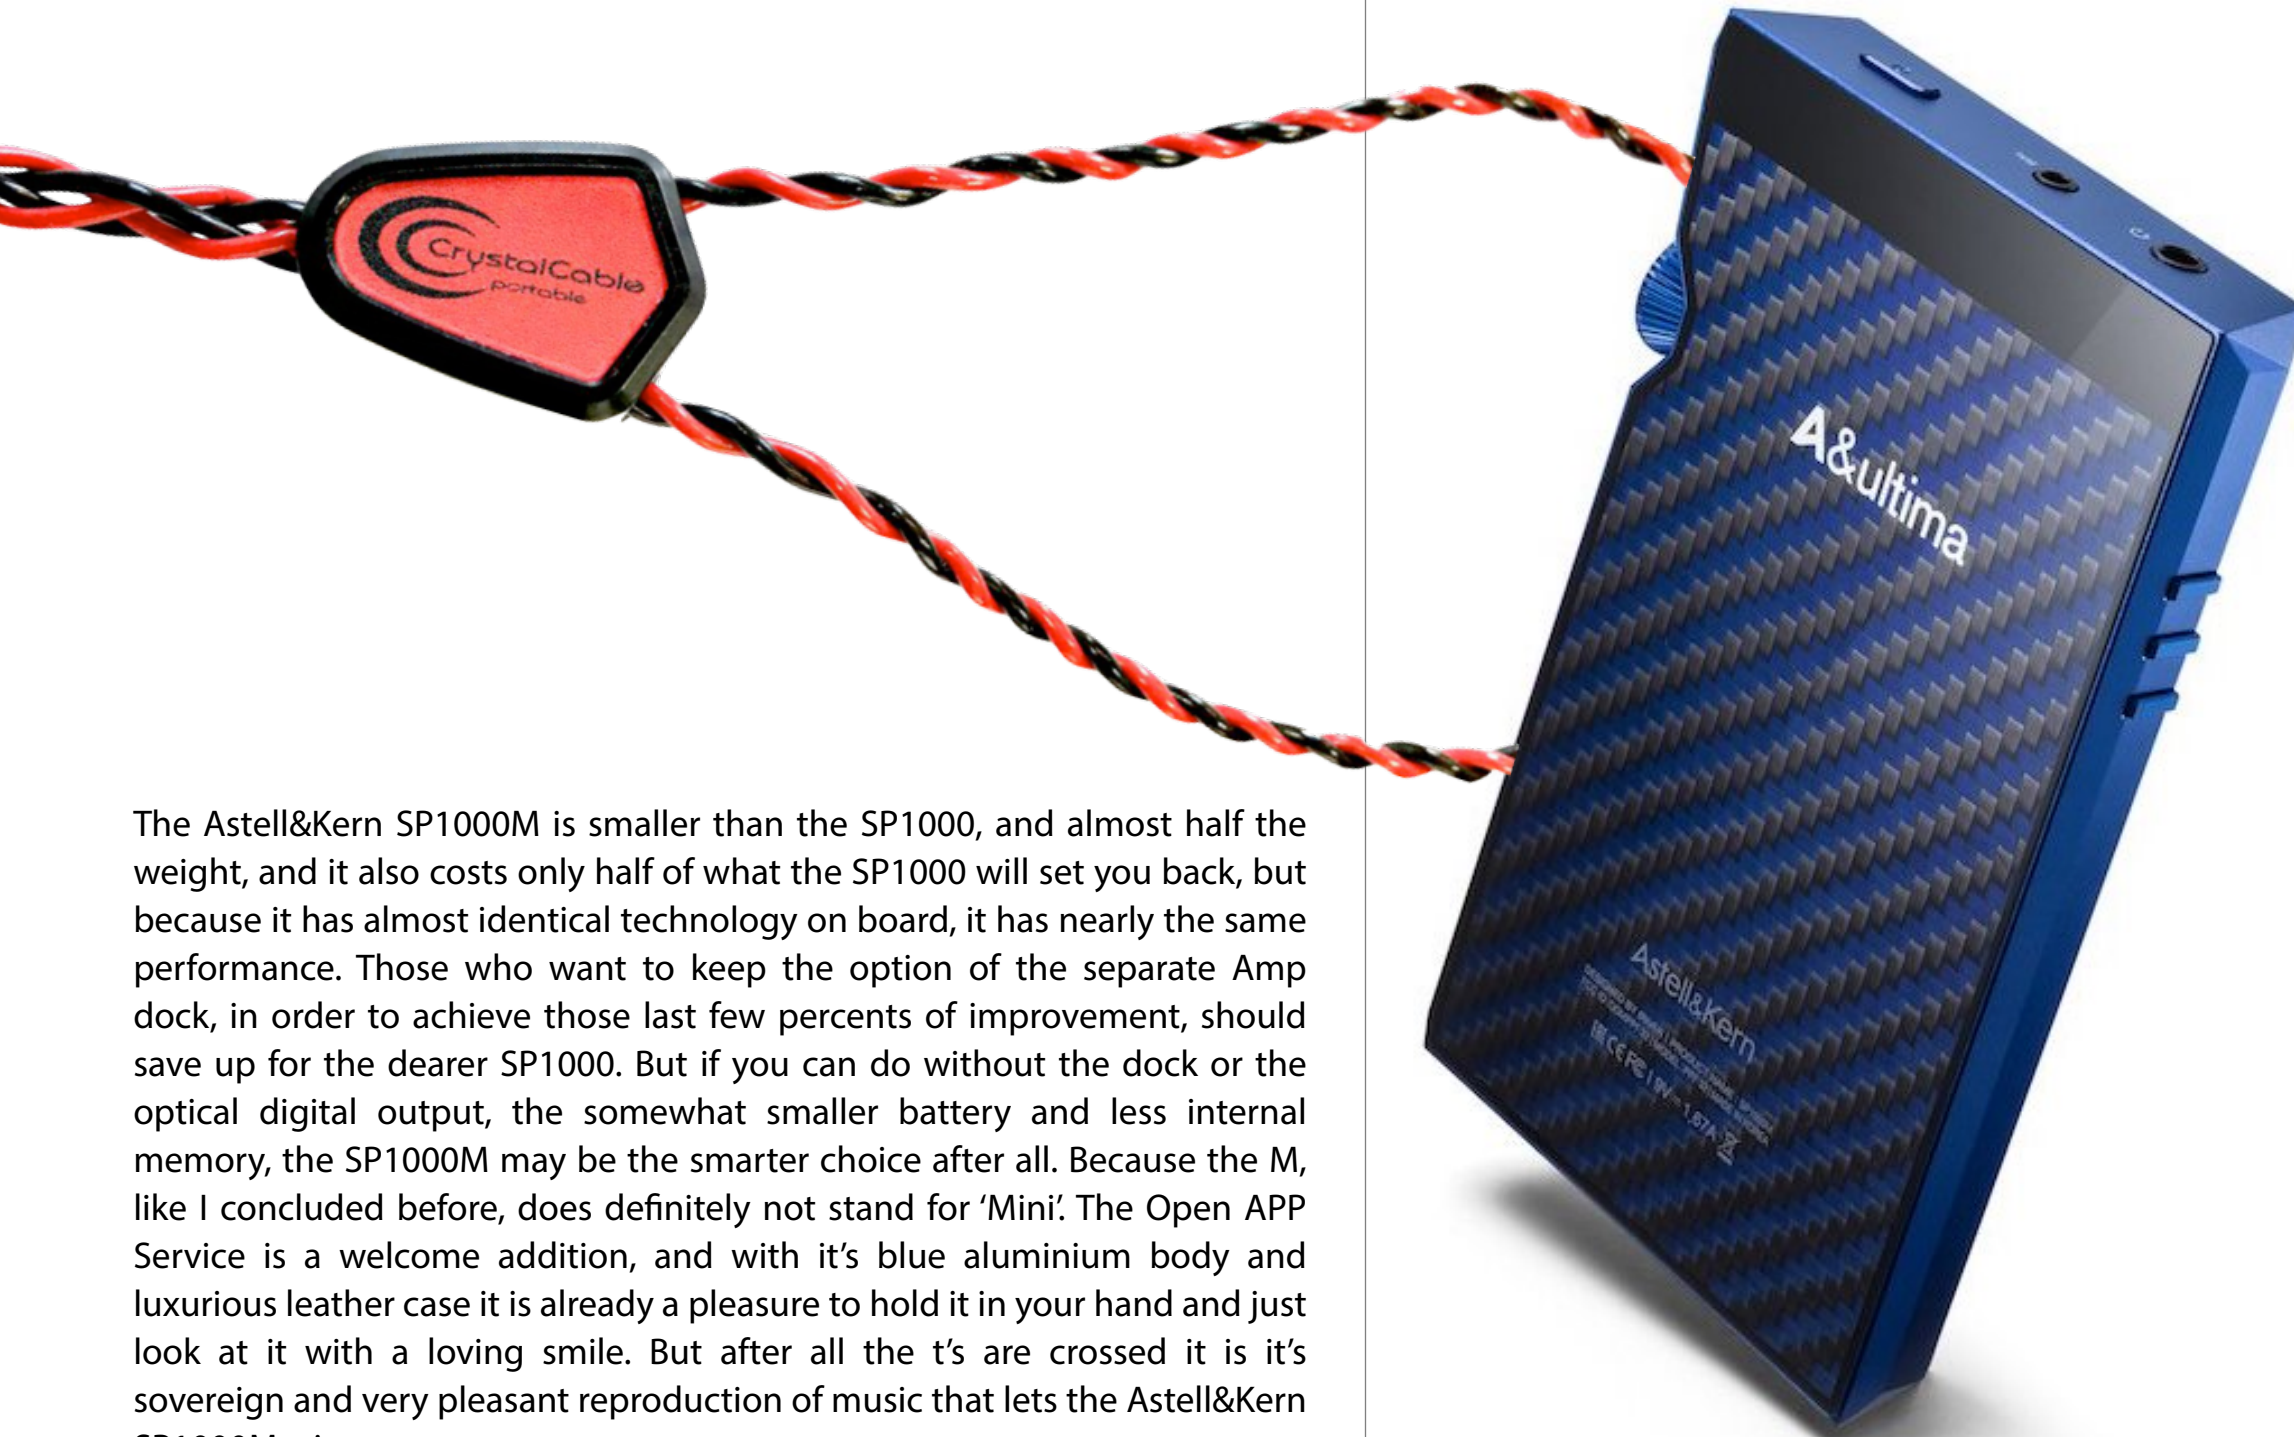 CrystalCable
portable
A&ultima
Astell&Kern
The Astell&Kern SP1000M is smaller than the SP1000, and almost half the
weight, and it also costs only half of what the SP1000 will set you back, but
because it has almost identical technology on board, it has nearly the same
performance. Those who want to keep the option of the separate Amp
dock, in order to achieve those last few percents of improvement, should
save up for the dearer SP1000. But if you can do without the dock or the
optical digital output, the somewhat smaller battery and less internal
memory, the SP1000M may be the smarter choice after all. Because the M,
like I concluded before, does definitely not stand for ‘Mini’. The Open APP
Service is a welcome addition, and with it’s blue aluminium body and
luxurious leather case it is already a pleasure to hold it in your hand and just
look at it with a loving smile. But after all the t’s are crossed it is it’s
sovereign and very pleasant reproduction of music that lets the Astell&Kern